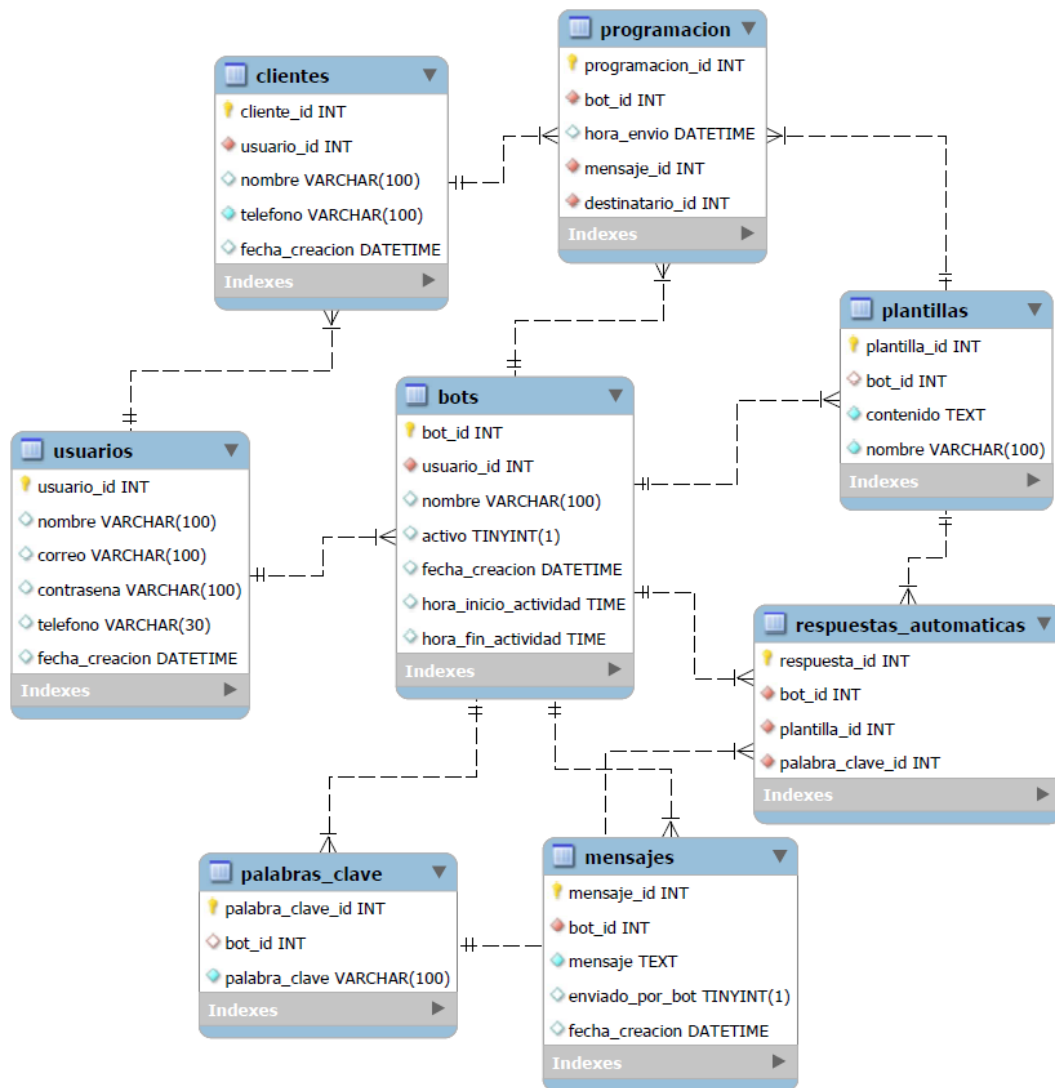 programacion
programacion_id INT
bot_id INT
hora_envio DATETIME
mensaje_id INT
destinatario_id INT
Indexes
clientes
cliente_id INT
usuario_id INT
nombre VARCHAR(100)
telefono VARCHAR(100)
fecha_creacion DATETIME
Indexes
plantillas
plantilla_id INT
bot_id INT
contenido TEXT
nombre VARCHAR(100)
Indexes
bots
bot_id INT
usuario_id INT
nombre VARCHAR(100)
activo TINYINT(1)
fecha_creacion DATETIME
hora_inicio_actividad TIME
hora_fin_actividad TIME
Indexes
usuarios
usuario_id INT
nombre VARCHAR(100)
correo VARCHAR(100)
contrasena VARCHAR(100)
telefono VARCHAR(30)
fecha_creacion DATETIME
Indexes
respuestas_automaticas
respuesta_id INT
bot_id INT
plantilla_id INT
palabra_clave_id INT
Indexes
palabras_clave
palabra_clave_id INT
bot_id INT
palabra_clave VARCHAR(100)
Indexes
mensajes
mensaje_id INT
bot_id INT
mensaje TEXT
enviado_por_bot TINYINT(1)
fecha_creacion DATETIME
Indexes